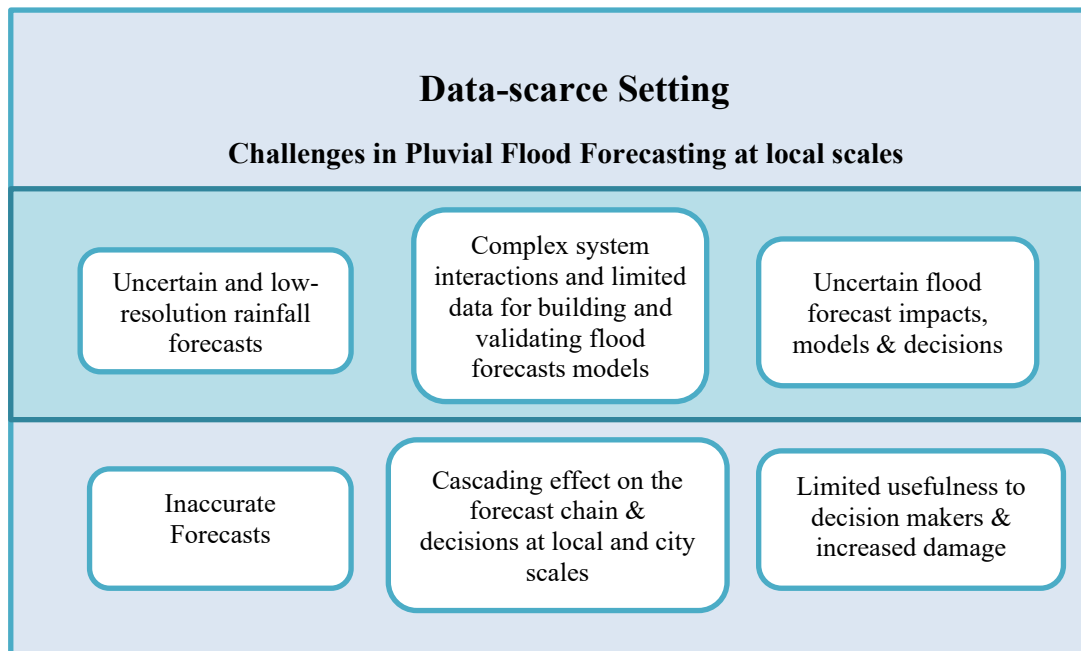 Data-scarce Setting
Challenges in Pluvial Flood Forecasting at local scales
Uncertain and low-
resolution rainfall
forecasts
Complex system
interactions and limited
data for building and
validating flood
forecasts models
Uncertain flood
forecast impacts,
models & decisions
Inaccurate
Forecasts
Cascading effect on the
forecast chain &
decisions at local and city
scales
Limited usefulness to
decision makers &
increased damage